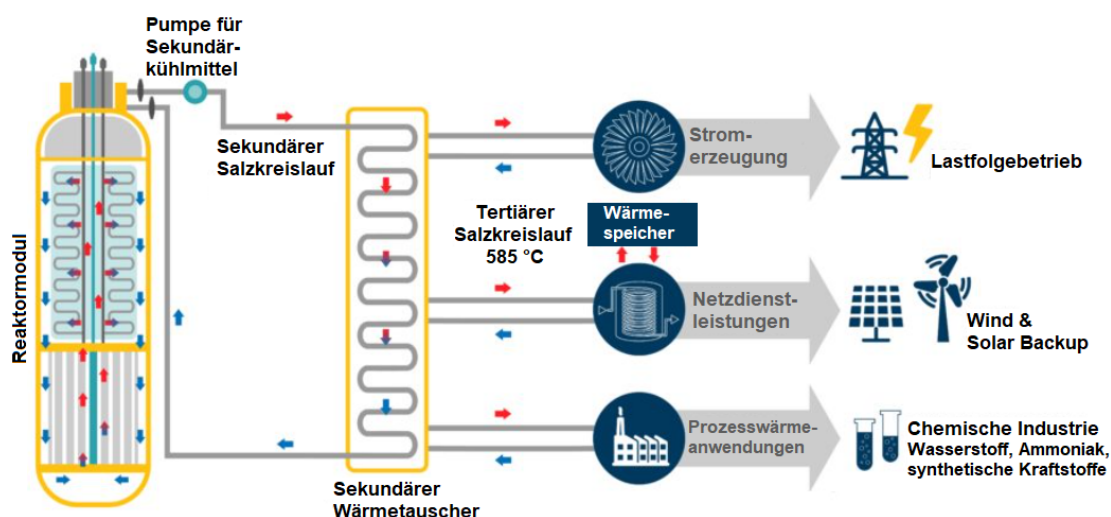 Pumpe für
Sekundär-
kühlmittel
Sekundärer
Salzkreislauf
Reaktormodul
Tertiärer
Salzkreislauf
585 °C
Sekundärer
Wärmetauscher
Strom-
erzeugung
Lastfolgebetrieb
Wärme-
speicher
Netzdienst-
leistungen
Wind &
Solar Backup
Prozesswärme-
anwendungen
Chemische Industrie
Wasserstoff, Ammoniak,
synthetische Kraftstoffe